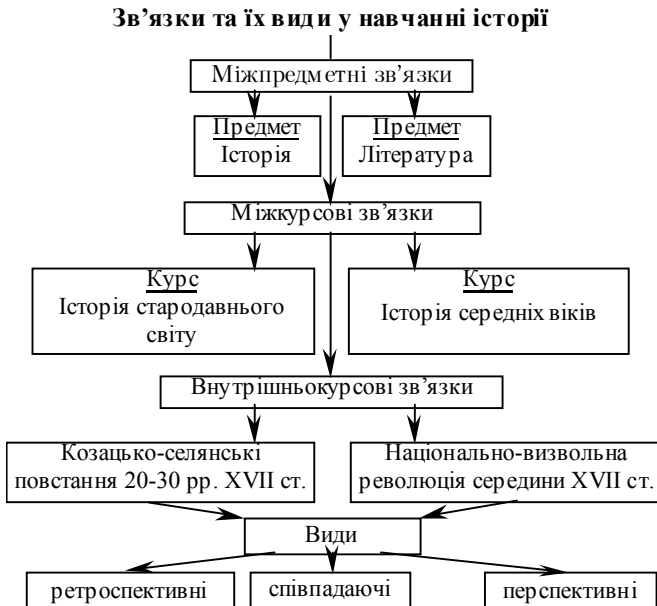 Зв’язки та їх види у навчанні історії
Міжпредметні зв’язки
Предмет
Історія
Предмет
Література
Міжкурсові зв’язки
Курс
Історія стародавнього
світу
Курс
Історія середніх віків
Внутрішньокурсові зв’язки
Козацько-селянські
повстання 20-30 рр. XVII ст.
Національно-визвольна
революція середини XVII ст.
Види
ретроспективні
співпадаючі
перспективні